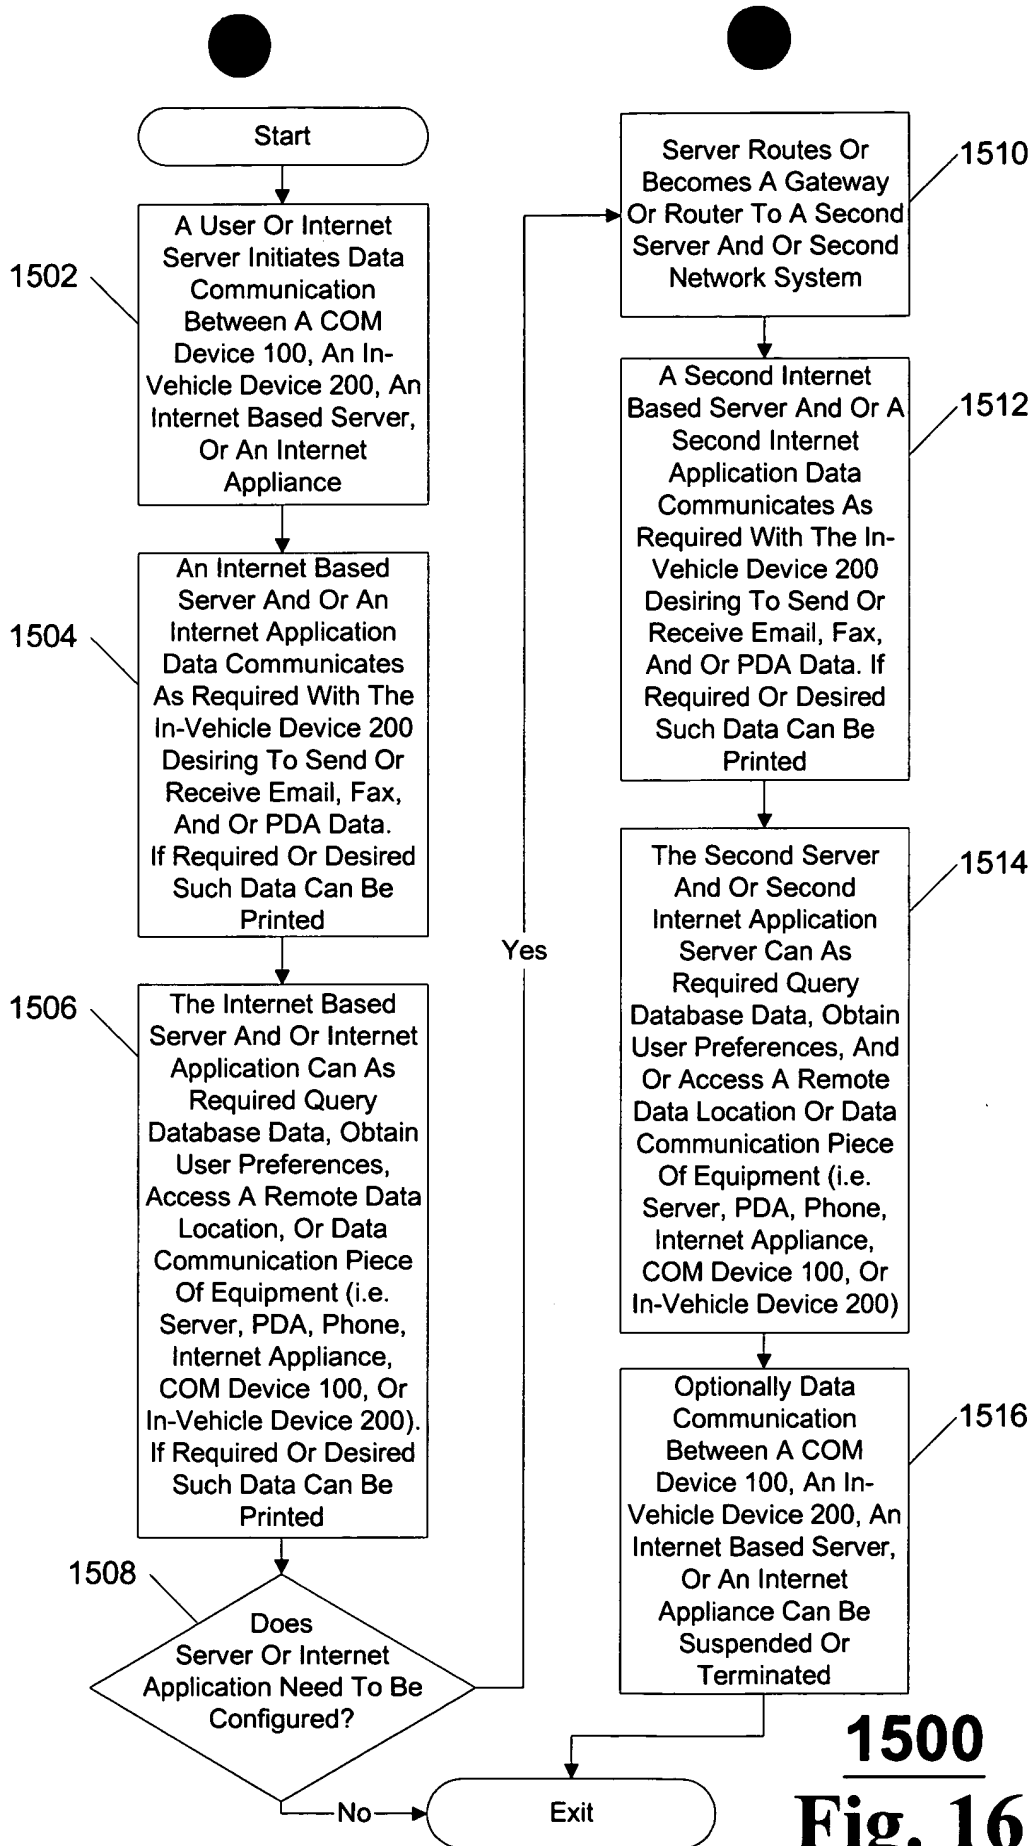 Start
1502
A User Or Internet
Server Initiates Data
Communication
Between A COM
Device 100, An In-
Vehicle Device 200, An
Internet Based Server,
Or An Internet
Appliance
1504
An Internet Based
Server And Or An
Internet Application
Data Communicates
As Required With The
In-Vehicle Device 200
Desiring To Send Or
Receive Email, Fax,
And Or PDA Data.
If Required Or Desired
Such Data Can Be
Printed
1506
The Internet Based
Server And Or Internet
Application Can As
Required Query
Database Data, Obtain
User Preferences,
Access A Remote Data
Location, Or Data
Communication Piece
Of Equipment (i.e.
Server, PDA, Phone,
Internet Appliance,
COM Device 100, Or
In-Vehicle Device 200).
If Required Or Desired
Such Data Can Be
Printed
1508
Does
Server Or Internet
Application Need To Be
Configured?
No
Yes
1510
Server Routes Or
Becomes A Gateway
Or Router To A Second
Server And Or Second
Network System
1512
A Second Internet
Based Server And Or A
Second Internet
Application Data
Communicates As
Required With The In-
Vehicle Device 200
Desiring To Send Or
Receive Email, Fax,
And Or PDA Data. If
Required Or Desired
Such Data Can Be
Printed
1514
The Second Server
And Or Second
Internet Application
Server Can As
Required Query
Database Data, Obtain
User Preferences, And
Or Access A Remote
Data Location Or Data
Communication Piece
Of Equipment (i.e.
Server, PDA, Phone,
Internet Appliance,
COM Device 100, Or
In-Vehicle Device 200)
1516
Optionally Data
Communication
Between A COM
Device 100, An In-
Vehicle Device 200, An
Internet Based Server,
Or An Internet
Appliance Can Be
Suspended Or
Terminated
Exit
1500
Fig. 16